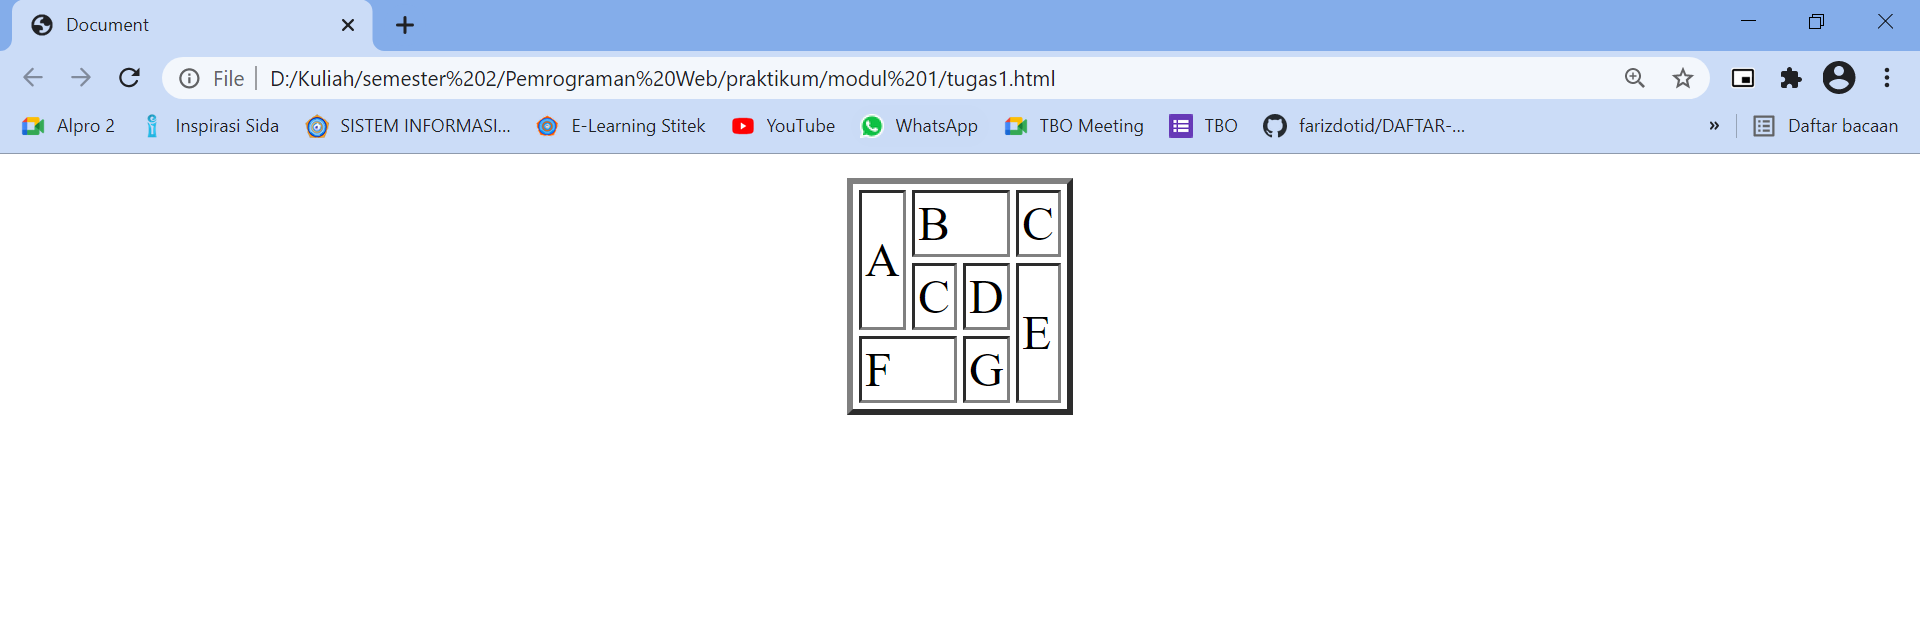 Document
File D:/Kuliah/semester%202/Pemrograman%20Web/praktikum/modul%201/tugas1.html
Alpro 2 Inspirasi Sida SISTEM INFORMASI... E-Learning Stitek YouTube WhatsApp TBO Meeting TBO farizdotid/DAFTAR-... » Daftar bacaan
A B C
C D E
F G